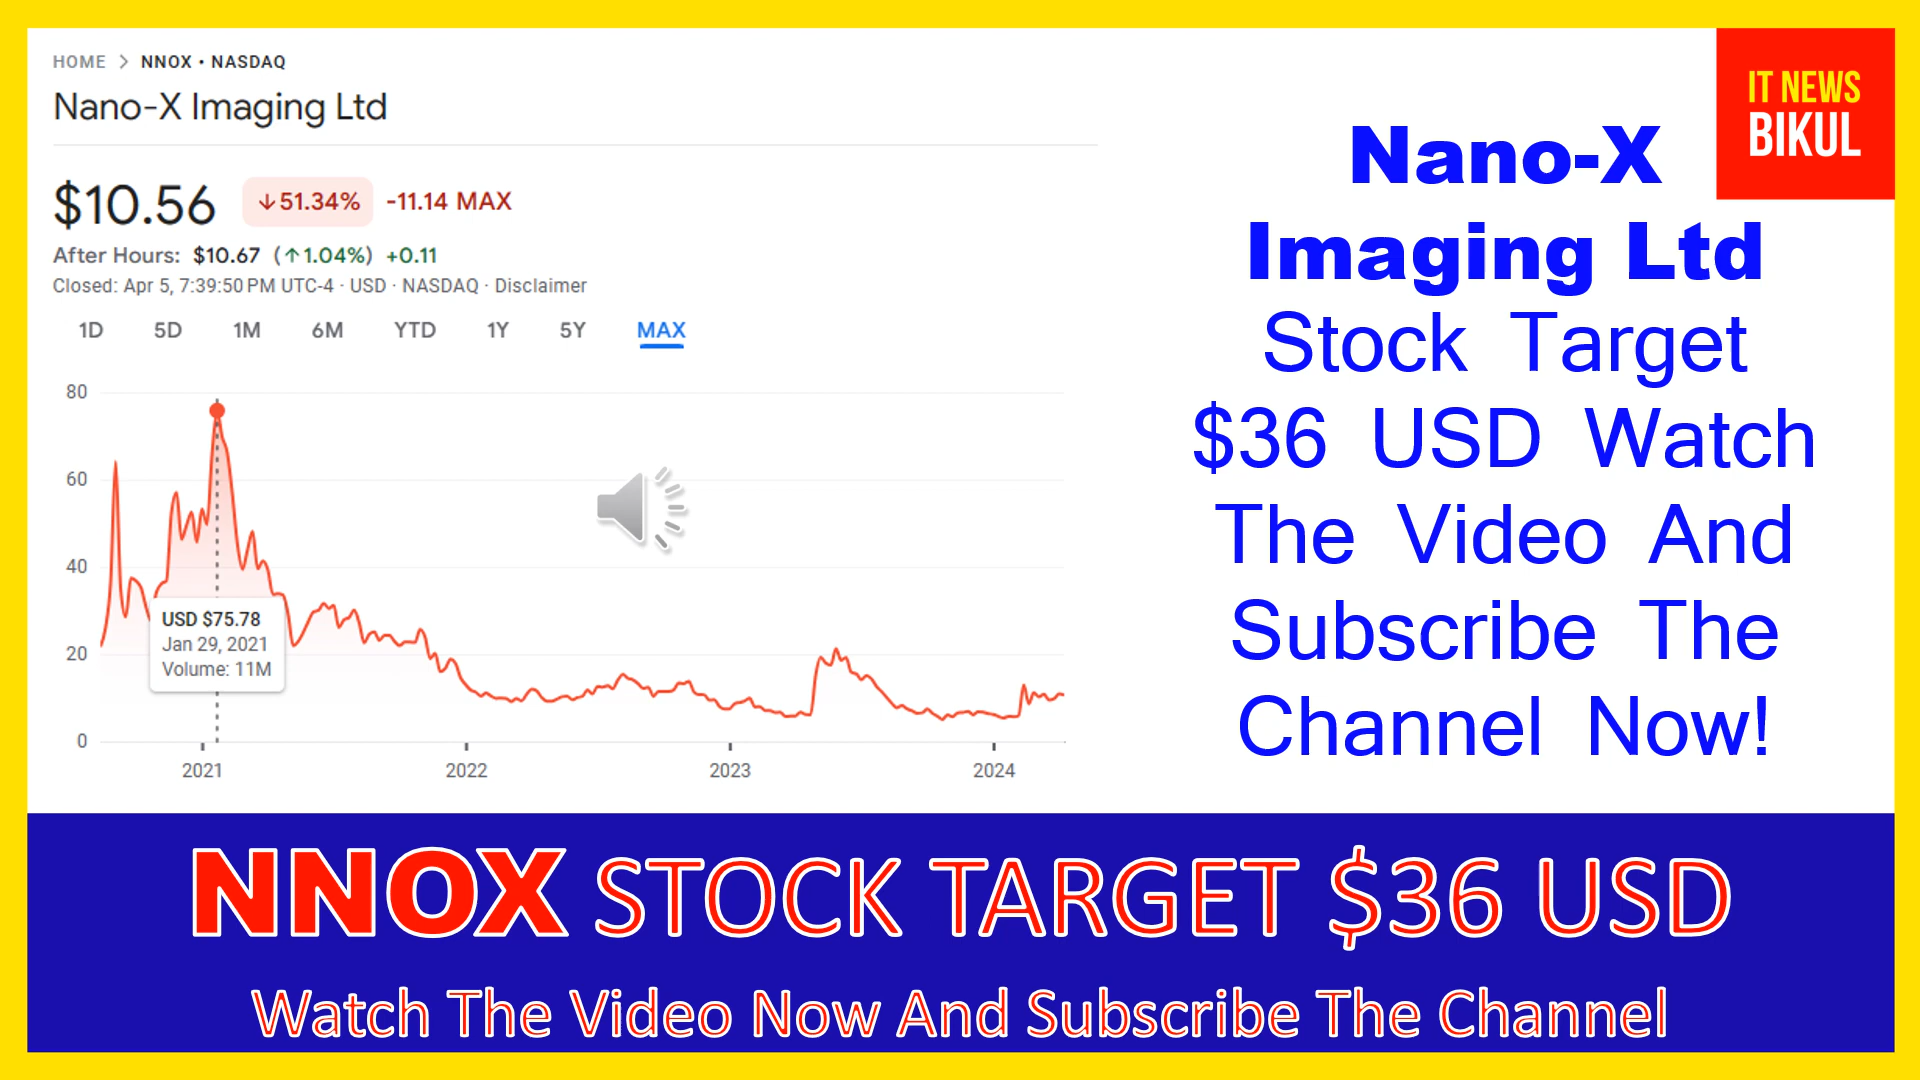 HOME > NNOX • NASDAQ
Nano-X Imaging Ltd
$10.56 ↓51.34% -11.14 MAX
After Hours: $10.67 (↑1.04%) +0.11
Closed: Apr 5, 7:39:50 PM UTC-4 · USD · NASDAQ · Disclaimer
1D 5D 1M 6M YTD 1Y 5Y MAX
80
60
40
20
0
USD $75.78
Jan 29, 2021
Volume: 11M
2021 2022 2023 2024
IT NEWS
BIKUL
Nano-X
Imaging Ltd
Stock Target
$36 USD Watch
The Video And
Subscribe The
Channel Now!
NNOX STOCK TARGET $36 USD
Watch The Video Now And Subscribe The Channel